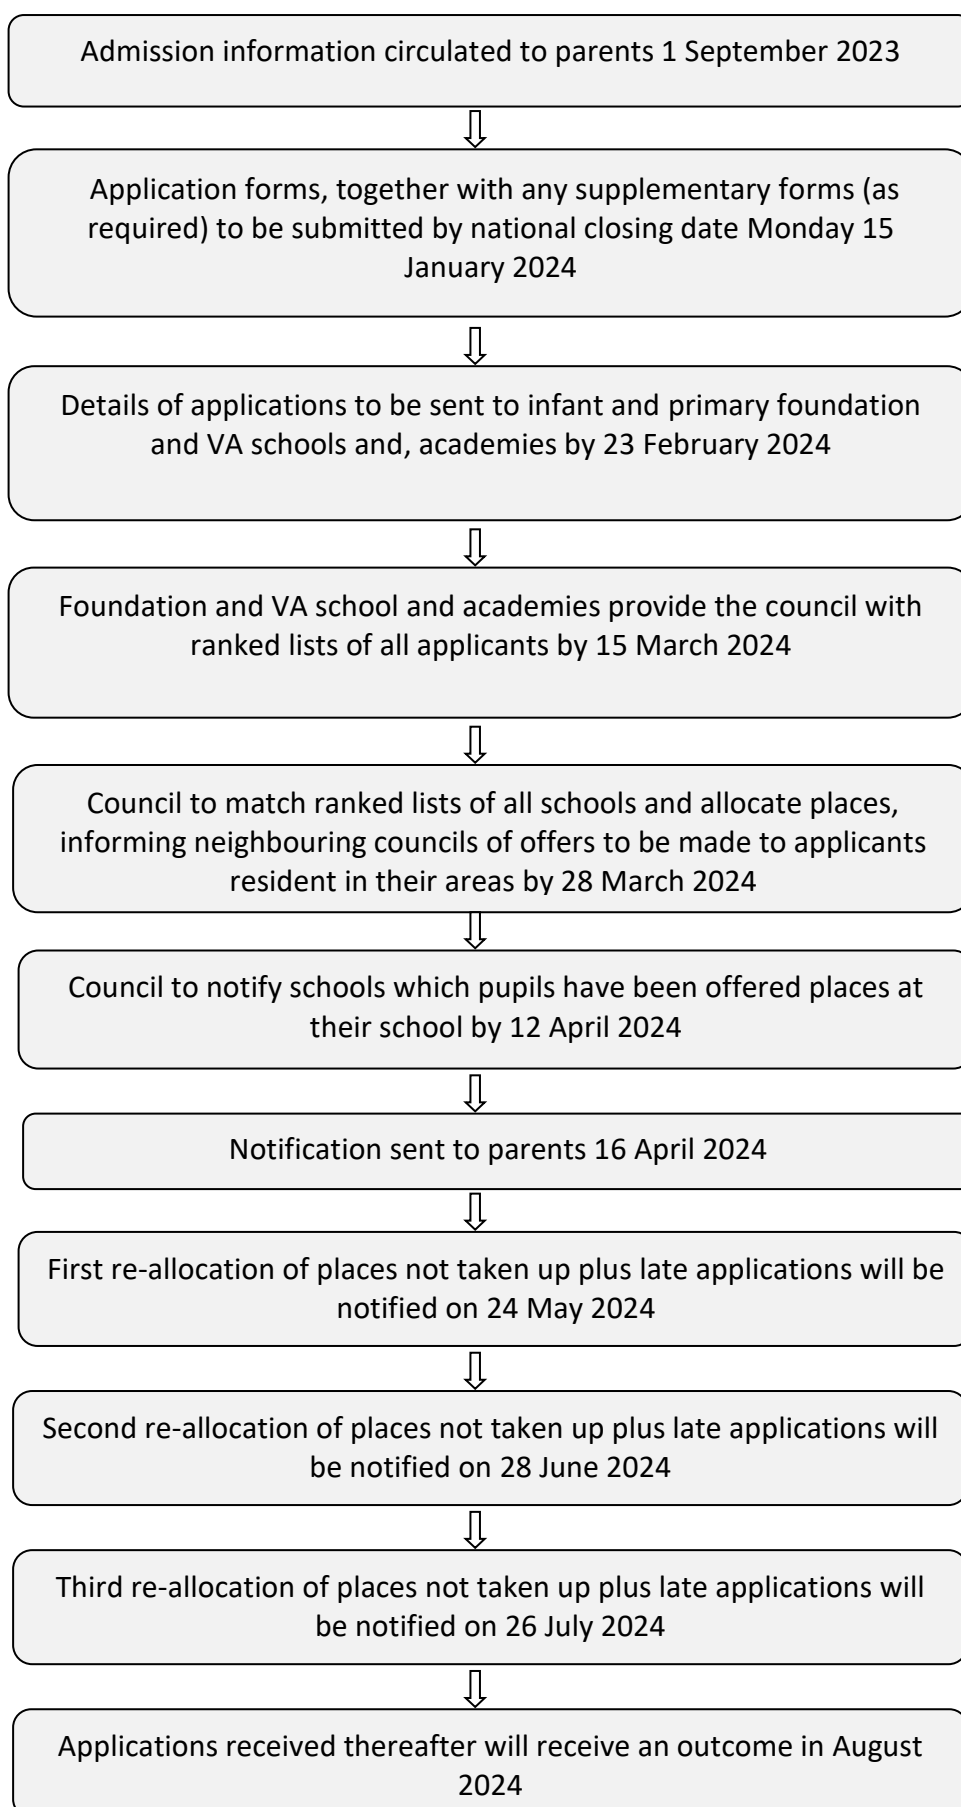 Admission information circulated to parents 1 September 2023
Application forms, together with any supplementary forms (as
required) to be submitted by national closing date Monday 15
January 2024
Details of applications to be sent to infant and primary foundation
and VA schools and, academies by 23 February 2024
Foundation and VA school and academies provide the council with
ranked lists of all applicants by 15 March 2024
Council to match ranked lists of all schools and allocate places,
informing neighbouring councils of offers to be made to applicants
resident in their areas by 28 March 2024
Council to notify schools which pupils have been offered places at
their school by 12 April 2024
Notification sent to parents 16 April 2024
First re-allocation of places not taken up plus late applications will be
notified on 24 May 2024
Second re-allocation of places not taken up plus late applications will
be notified on 28 June 2024
Third re-allocation of places not taken up plus late applications will
be notified on 26 July 2024
Applications received thereafter will receive an outcome in August
2024